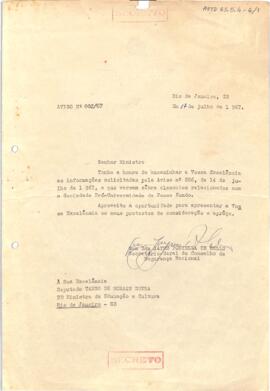 SECRETO
Rio de Janeiro, GB
AVISO Nº 002/67
Em 17 de julho de 1 967.
Senhor Ministro
Tenho a honra de encaminhar a Vossa Excelência
as informações solicitadas pelo Aviso nº 886, de 14 de ju-
lho de 1 967, e que versam sôbre elementos relacionados com
a Sociedade Pró-Universidade de Passo Fundo.
Aproveito a oportunidade para apresentar a Vos
sa Excelência os meus protestos de consideração e aprêço.
Secretário-Geral do Conselho de
Segurança Nacional
A Sua Excelência
Deputado TARSO DE MORAIS DUTRA
DD Ministro da Educação e Cultura
Rio de Janeiro - GB
SECRETO